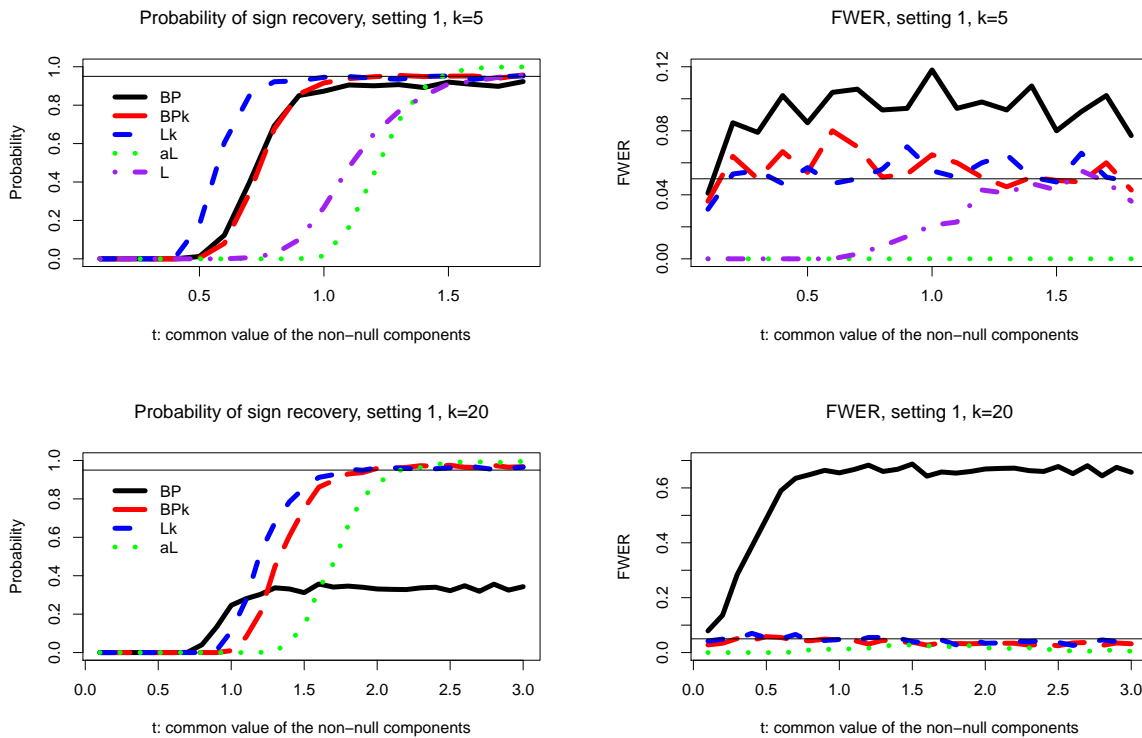 Probability of sign recovery, setting 1, k=5
Probability
0.0 0.2 0.4 0.6 0.8 1.0
BP
BPk
Lk
aL
L
0.5 1.0 1.5
t: common value of the non−null components
FWER, setting 1, k=5
FWER
0.00 0.04 0.08 0.12
0.5 1.0 1.5
t: common value of the non−null components
Probability of sign recovery, setting 1, k=20
Probability
0.0 0.2 0.4 0.6 0.8 1.0
BP
BPk
Lk
aL
0.0 0.5 1.0 1.5 2.0 2.5 3.0
t: common value of the non−null components
FWER, setting 1, k=20
FWER
0.0 0.2 0.4 0.6
0.0 0.5 1.0 1.5 2.0 2.5 3.0
t: common value of the non−null components